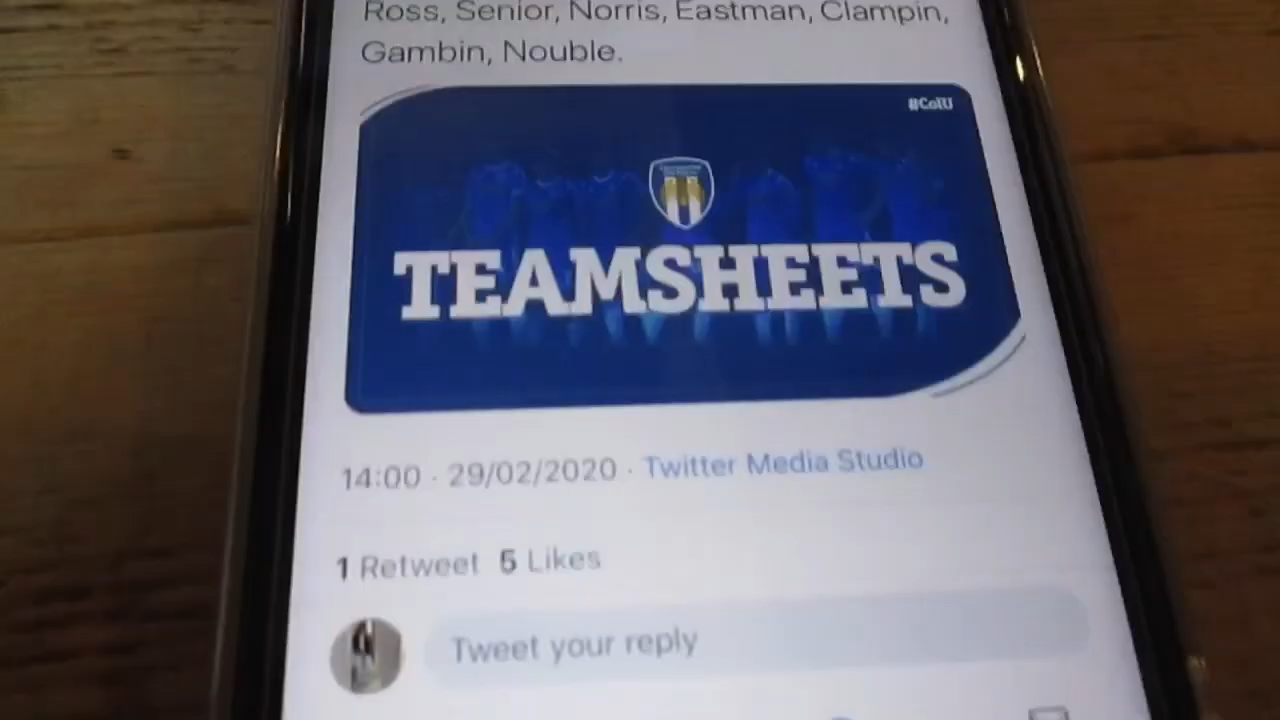 Ross, Senior, Norris, Eastman, Clampin,
Gambin, Nouble.
#ColU
TEAMSHEETS
14:00 · 29/02/2020 · Twitter Media Studio
1 Retweet 5 Likes
Tweet your reply